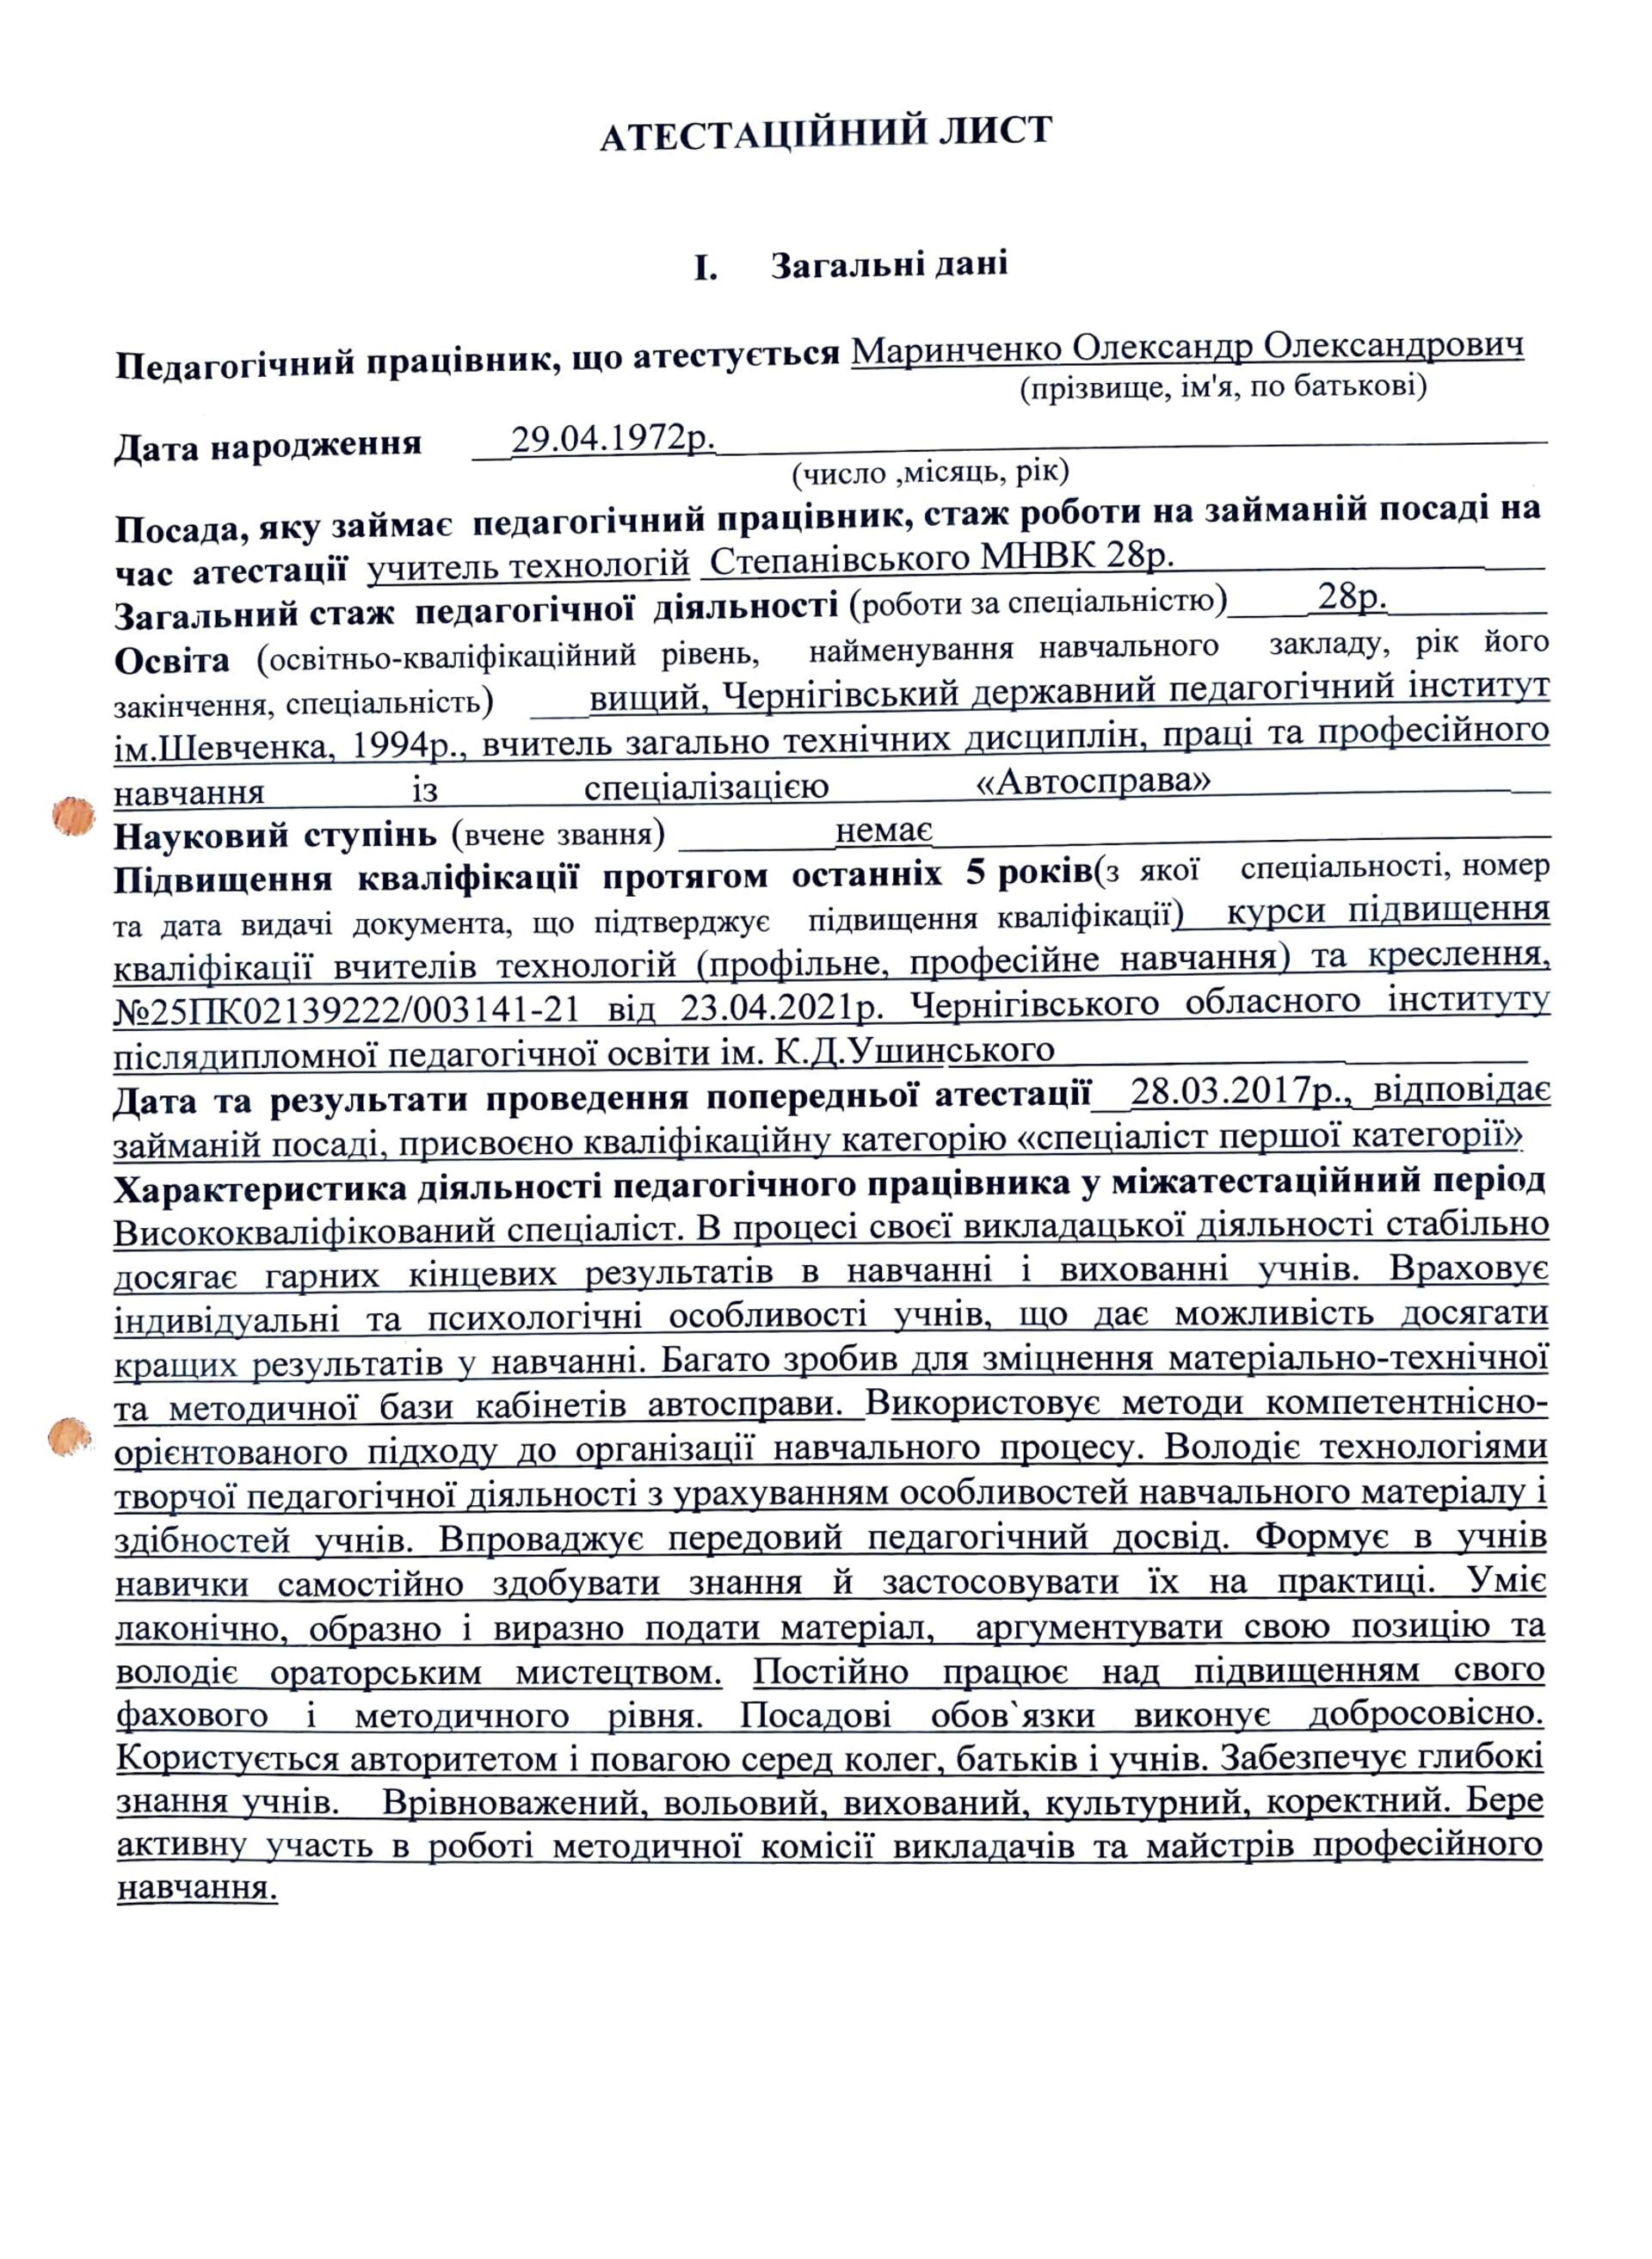 АТЕСТАЦІЙНИЙ ЛИСТ
І. Загальні дані
Педагогічний працівник, що атестується Маринченко Олександр Олександрович
(прізвище, ім'я, по батькові)
Дата народження 29.04.1972р.
(число ,місяць, рік)
Посада, яку займає педагогічний працівник, стаж роботи на займаній посаді на
час атестації учитель технологій Степанівського МНВК 28р.
Загальний стаж педагогічної діяльності (роботи за спеціальністю) 28р.
Освіта (освітньо-кваліфікаційний рівень, найменування навчального закладу, рік його
закінчення, спеціальність) вищий, Чернігівський державний педагогічний інститут
ім.Шевченка, 1994р., вчитель загально технічних дисциплін, праці та професійного
навчання із спеціалізацією «Автосправа»
Науковий ступінь (вчене звання) немає
Підвищення кваліфікації протягом останніх 5 років(з якої спеціальності, номер
та дата видачі документа, що підтверджує підвищення кваліфікації) курси підвищення
кваліфікації вчителів технологій (профільне, професійне навчання) та креслення,
№25ПК02139222/003141-21 від 23.04.2021р. Чернігівського обласного інституту
післядипломної педагогічної освіти ім. К.Д.Ушинського
Дата та результати проведення попередньої атестації 28.03.2017р., відповідає
займаній посаді, присвоєно кваліфікаційну категорію «спеціаліст першої категорії»
Характеристика діяльності педагогічного працівника у міжатестаційний період
Висококваліфікований спеціаліст. В процесі своєї викладацької діяльності стабільно
досягає гарних кінцевих результатів в навчанні і вихованні учнів. Враховує
індивідуальні та психологічні особливості учнів, що дає можливість досягати
кращих результатів у навчанні. Багато зробив для зміцнення матеріально-технічної
та методичної бази кабінетів автосправи. Використовує методи компетентнісно-
орієнтованого підходу до організації навчального процесу. Володіє технологіями
творчої педагогічної діяльності з урахуванням особливостей навчального матеріалу і
здібностей учнів. Впроваджує передовий педагогічний досвід. Формує в учнів
навички самостійно здобувати знання й застосовувати їх на практиці. Уміє
лаконічно, образно і виразно подати матеріал, аргументувати свою позицію та
володіє ораторським мистецтвом. Постійно працює над підвищенням свого
фахового і методичного рівня. Посадові обов`язки виконує добросовісно.
Користується авторитетом і повагою серед колег, батьків і учнів. Забезпечує глибокі
знання учнів. Врівноважений, вольовий, вихований, культурний, коректний. Бере
активну участь в роботі методичної комісії викладачів та майстрів професійного
навчання.